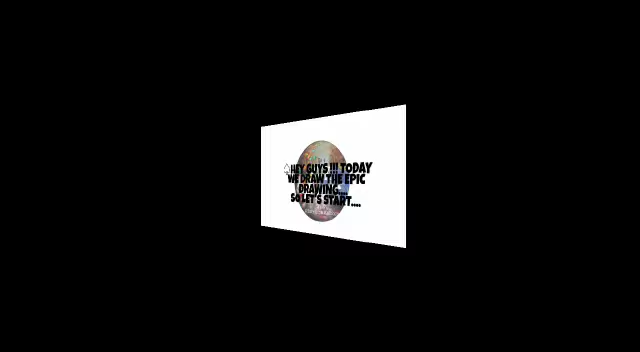 HEY GUYS !!! TODAY
WE DRAW THE EPIC
DRAWING....
SO LET'S START....